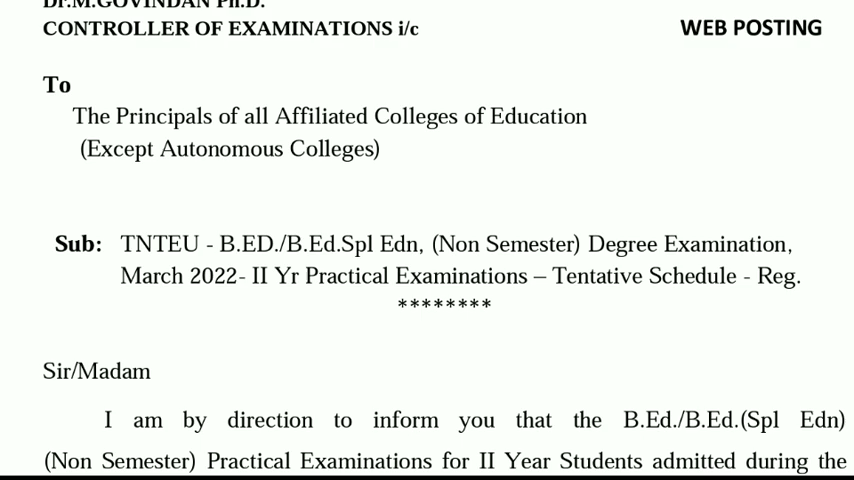 Dr.M.GOVINDAN Ph.D.
CONTROLLER OF EXAMINATIONS i/c WEB POSTING
To
The Principals of all Affiliated Colleges of Education
(Except Autonomous Colleges)
Sub: TNTEU - B.ED./B.Ed.Spl Edn, (Non Semester) Degree Examination,
March 2022- II Yr Practical Examinations – Tentative Schedule - Reg.
********
Sir/Madam
I am by direction to inform you that the B.Ed./B.Ed.(Spl Edn)
(Non Semester) Practical Examinations for II Year Students admitted during the